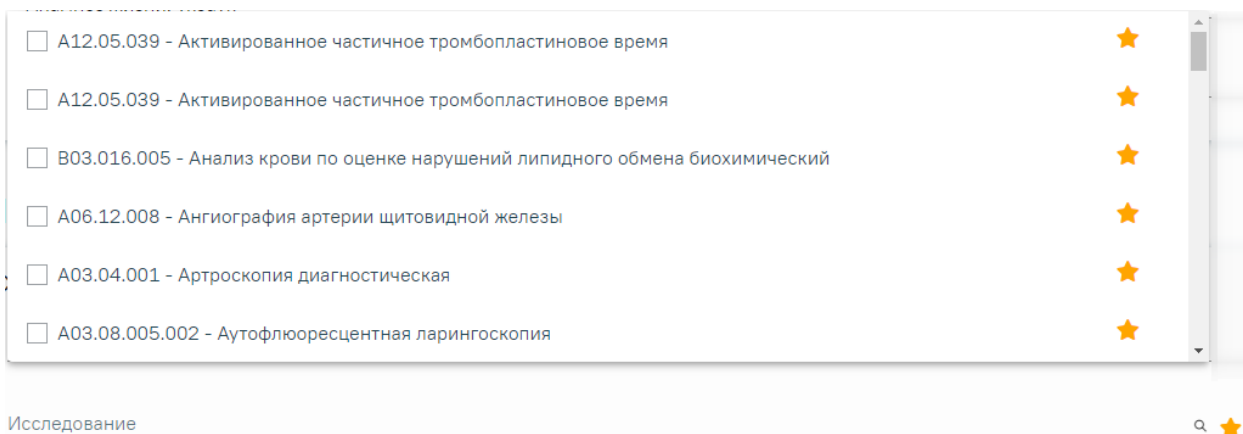 A12.05.039 - Активированное частичное тромбопластиновое время
A12.05.039 - Активированное частичное тромбопластиновое время
B03.016.005 - Анализ крови по оценке нарушений липидного обмена биохимический
A06.12.008 - Ангиография артерии щитовидной железы
A03.04.001 - Артроскопия диагностическая
A03.08.005.002 - Аутофлюоресцентная ларингоскопия
Исследование